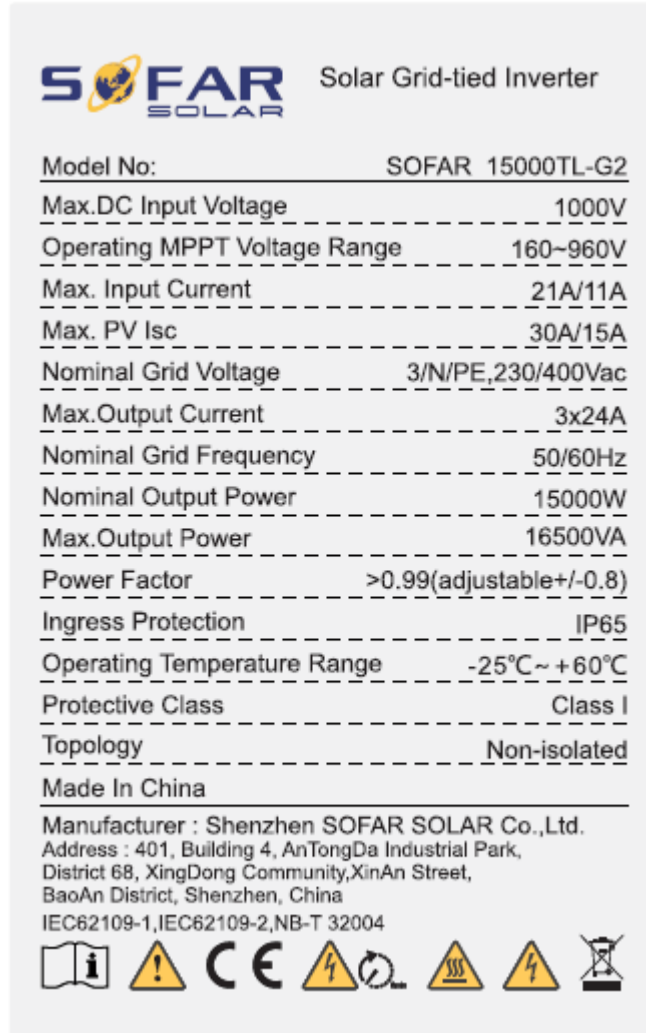 SOFAR
SOLAR
Solar Grid-tied Inverter
Model No: SOFAR 15000TL-G2
Max.DC Input Voltage 1000V
Operating MPPT Voltage Range 160~960V
Max. Input Current 21A/11A
Max. PV Isc 30A/15A
Nominal Grid Voltage 3/N/PE,230/400Vac
Max.Output Current 3x24A
Nominal Grid Frequency 50/60Hz
Nominal Output Power 15000W
Max.Output Power 16500VA
Power Factor >0.99(adjustable+/-0.8)
Ingress Protection IP65
Operating Temperature Range -25℃~+60℃
Protective Class Class I
Topology Non-isolated
Made In China
Manufacturer : Shenzhen SOFAR SOLAR Co.,Ltd.
Address : 401, Building 4, AnTongDa Industrial Park,
District 68, XingDong Community,XinAn Street,
BaoAn District, Shenzhen, China
IEC62109-1,IEC62109-2,NB-T 32004
CE